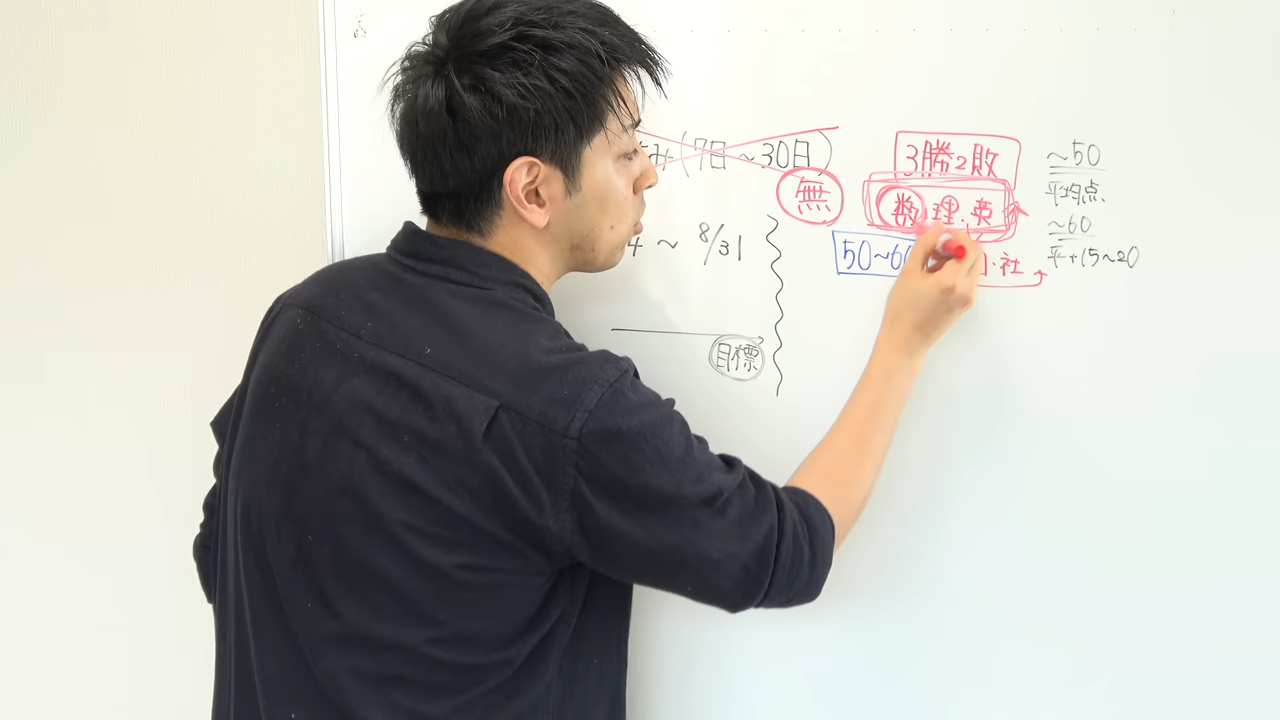 (7日～30日)
無
～ 8/31
目標
3勝2敗
数 理.英
50～60
社
～50
平均点.
～60
平+15～20